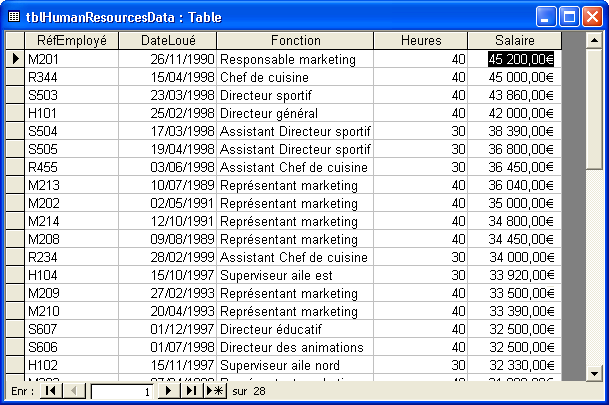 tblHumanResourcesData : Table
RéfEmployé DateLoué Fonction Heures Salaire
M201 26/11/1990 Responsable marketing 40 45 200,00€
R344 15/04/1998 Chef de cuisine 40 45 000,00€
S503 23/03/1998 Directeur sportif 40 43 860,00€
H101 25/02/1998 Directeur général 40 42 000,00€
S504 17/03/1998 Assistant Directeur sportif 30 38 390,00€
S505 19/04/1998 Assistant Directeur sportif 30 36 800,00€
R455 03/06/1998 Assistant Chef de cuisine 30 36 450,00€
M213 10/07/1989 Représentant marketing 40 36 040,00€
M202 02/05/1991 Représentant marketing 40 35 000,00€
M214 12/10/1991 Représentant marketing 40 34 800,00€
M208 09/08/1989 Représentant marketing 40 34 450,00€
R234 28/02/1999 Assistant Chef de cuisine 30 34 000,00€
H104 15/10/1997 Superviseur aile est 30 33 920,00€
M209 27/02/1993 Représentant marketing 40 33 500,00€
M210 20/04/1993 Représentant marketing 40 33 390,00€
S607 01/12/1997 Directeur éducatif 40 32 500,00€
S606 01/07/1998 Directeur des animations 40 32 500,00€
H102 15/11/1997 Superviseur aile nord 30 32 330,00€
Représentant marketing 40
Enr : 1 sur 28